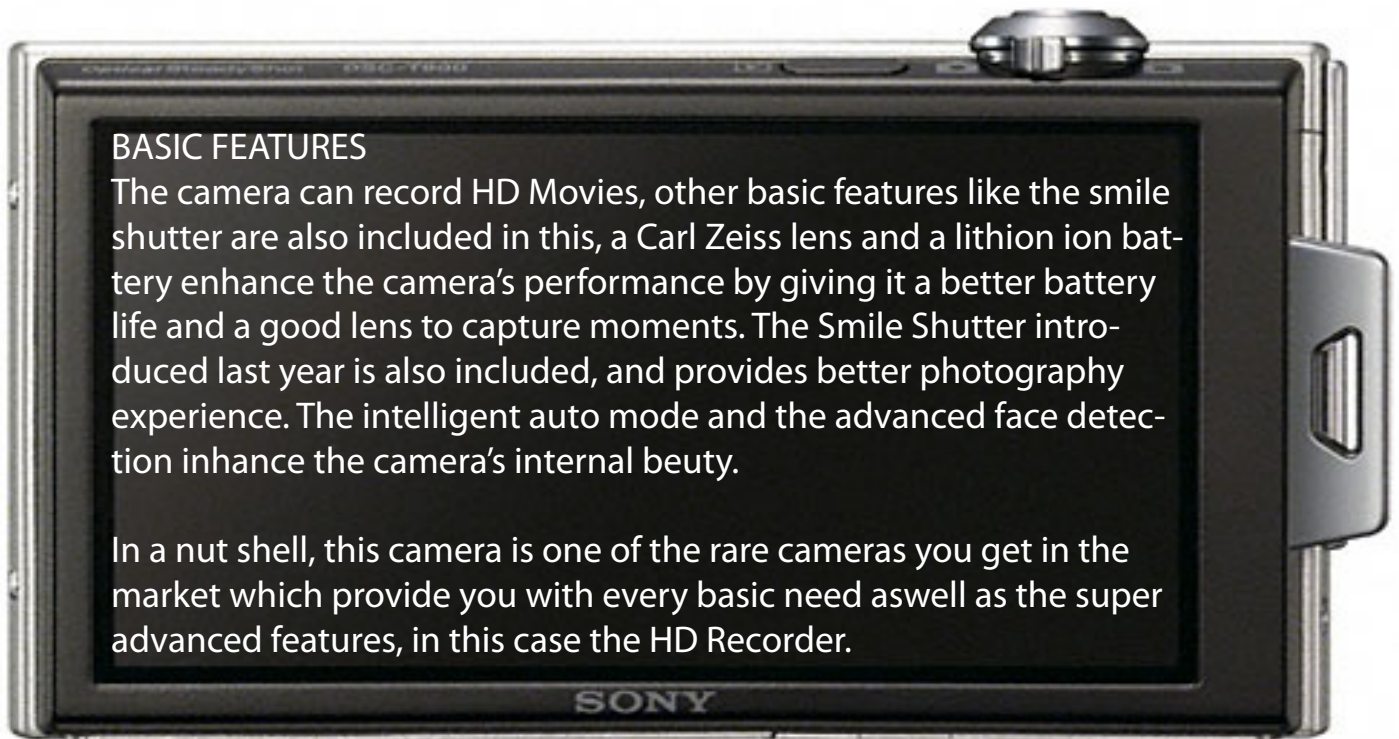 Optical SteadyShot DSC-T900
BASIC FEATURES
The camera can record HD Movies, other basic features like the smile
shutter are also included in this, a Carl Zeiss lens and a lithion ion bat-
tery enhance the camera's performance by giving it a better battery
life and a good lens to capture moments. The Smile Shutter intro-
duced last year is also included, and provides better photography
experience. The intelligent auto mode and the advanced face detec-
tion inhance the camera's internal beuty.
In a nut shell, this camera is one of the rare cameras you get in the
market which provide you with every basic need aswell as the super
advanced features, in this case the HD Recorder.
SONY